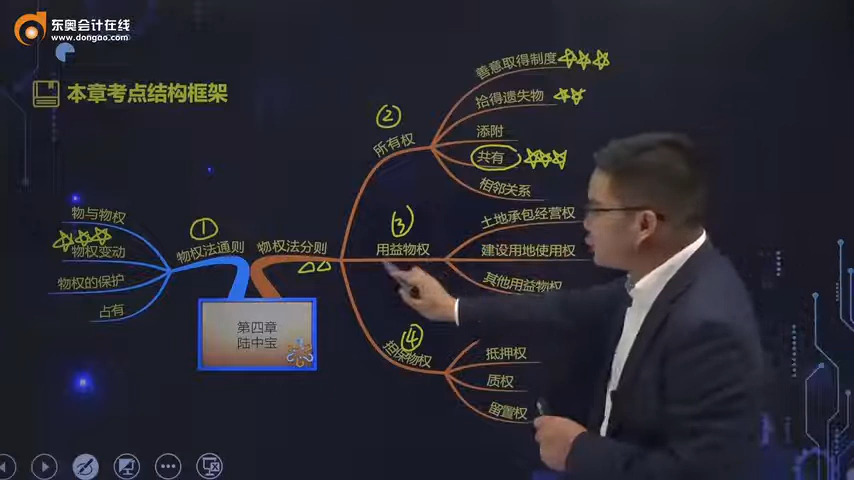 东奥会计在线
www.dongao.com
本章考点结构框架
善意取得制度
拾得遗失物
②
所有权
添附
共有
相邻关系
物与物权
①
③
土地承包经营权
物权变动
物权法通则
物权法分则
用益物权
建设用地使用权
物权的保护
其他用益物权
占有
第四章
陆中宝
④
担保物权
抵押权
质权
留置权